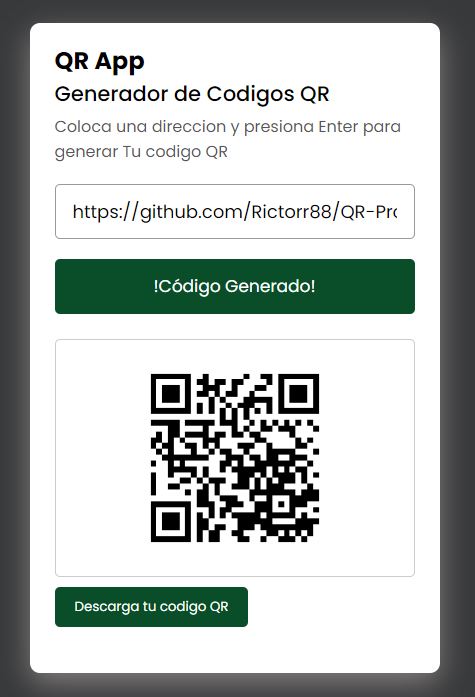 QR App
Generador de Codigos QR
Coloca una direccion y presiona Enter para
generar Tu codigo QR
https://github.com/Rictorr88/QR-Pro
!Código Generado!
Descarga tu codigo QR